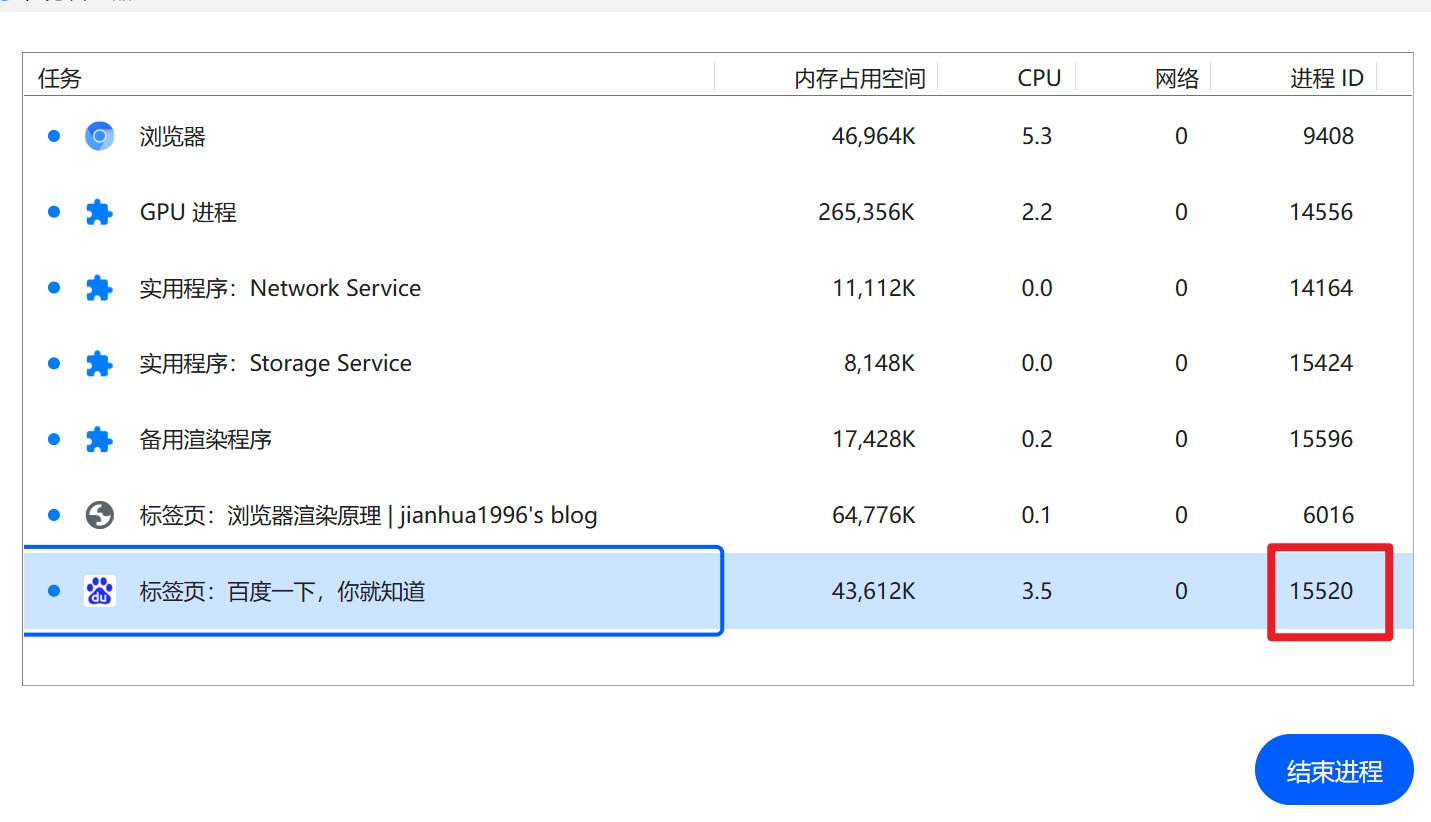 任务 内存占用空间 CPU 网络 进程 ID
浏览器 46,964K 5.3 0 9408
GPU 进程 265,356K 2.2 0 14556
实用程序：Network Service 11,112K 0.0 0 14164
实用程序：Storage Service 8,148K 0.0 0 15424
备用渲染程序 17,428K 0.2 0 15596
标签页：浏览器渲染原理 | jianhua1996's blog 64,776K 0.1 0 6016
du 标签页：百度一下，你就知道 43,612K 3.5 0 15520
结束进程